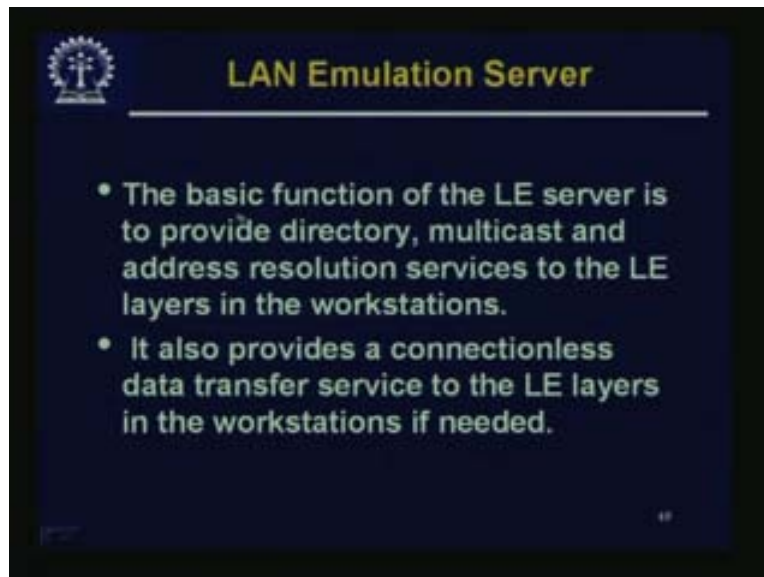 LAN Emulation Server
• The basic function of the LE server is
to provide directory, multicast and
address resolution services to the LE
layers in the workstations.
• It also provides a connectionless
data transfer service to the LE layers
in the workstations if needed.